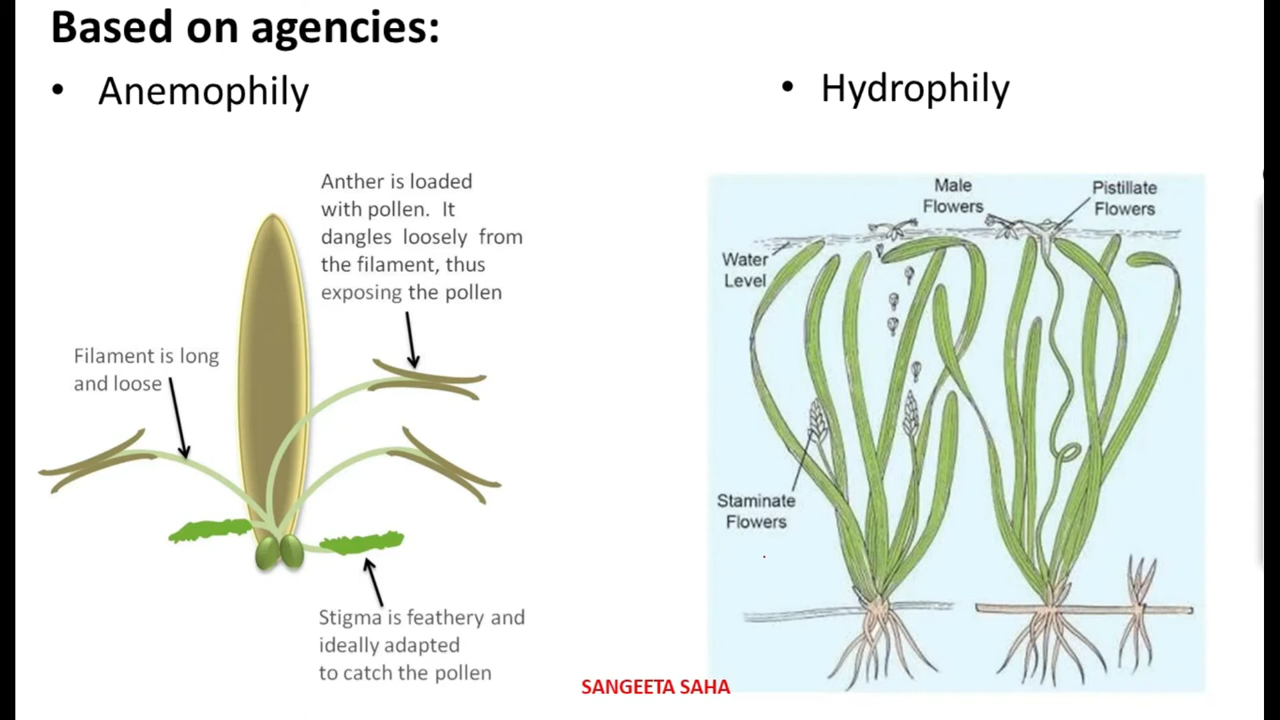 Based on agencies:
• Anemophily
• Hydrophily
Anther is loaded
with pollen. It
dangles loosely from
the filament, thus
exposing the pollen
Filament is long
and loose
Stigma is feathery and
ideally adapted
to catch the pollen
Male
Flowers
Pistillate
Flowers
Water
Level
Staminate
Flowers
SANGEETA SAHA